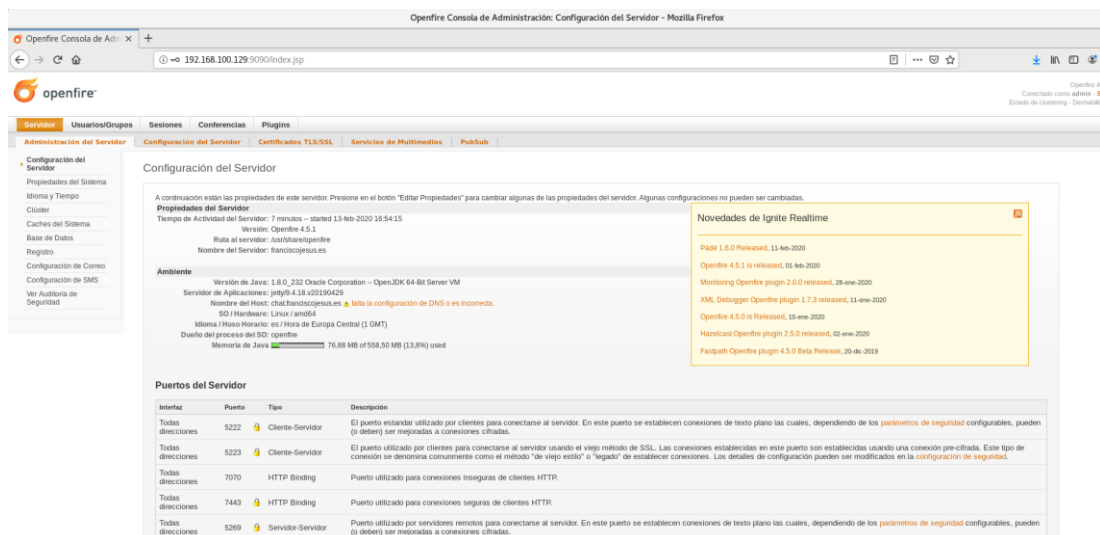 Openfire Consola de Administración: Configuración del Servidor - Mozilla Firefox
Openfire Consola de Adm
192.168.100.129:9090/index.jsp
openfire
Openfire 4
Conectado como admin - S
Estado de clustering - Deshabilit
Servidor Usuarios/Grupos Sesiones Conferencias Plugins
Administración del Servidor Configuración del Servidor Certificados TLS/SSL Servicios de Multimedios PubSub
Configuración del
Servidor
Propiedades del Sistema
Idioma y Tiempo
Clúster
Caches del Sistema
Base de Datos
Registro
Configuración de Correo
Configuración de SMS
Ver Auditoria de
Seguridad
Configuración del Servidor
A continuación están las propiedades de este servidor. Presione en el botón "Editar Propiedades" para cambiar algunas de las propiedades del servidor. Algunas configuraciones no pueden ser cambiadas.
Propiedades del Servidor
Tiempo de Actividad del Servidor: 7 minutos -- started 13-feb-2020 16:54:15
Versión: Openfire 4.5.1
Ruta al servidor: /usr/share/openfire
Nombre del Servidor: franciscojesus.es
Ambiente
Versión de Java: 1.8.0_232 Oracle Corporation -- OpenJDK 64-Bit Server VM
Servidor de Aplicaciones: jetty/9.4.18.v20190429
Nombre del Host: chat.franciscojesus.es falta la configuración de DNS o es incorrecta.
SO / Hardware: Linux / amd64
Idioma / Huso Horario: es / Hora de Europa Central (1 GMT)
Dueño del proceso del SO: openfire
Memoria de Java 76,88 MB of 558,50 MB (13,8%) used
Novedades de Ignite Realtime
Pàdé 1.6.0 Released, 11-feb-2020
Openfire 4.5.1 is released, 01-feb-2020
Monitoring Openfire plugin 2.0.0 released, 28-ene-2020
XML Debugger Openfire plugin 1.7.3 released, 11-ene-2020
Openfire 4.5.0 is Released, 10-ene-2020
Hazelcast Openfire plugin 2.5.0 released, 02-ene-2020
Fastpath Openfire plugin 4.5.0 Beta Release, 20-dic-2019
Puertos del Servidor
Interfaz Puerto Tipo Descripción
Todas
direcciones
5222 Cliente-Servidor
El puerto estandar utilizado por clientes para conectarse al servidor. En este puerto se establecen conexiones de texto plano las cuales, dependiendo de los parámetros de seguridad configurables, pueden
(o deben) ser mejoradas a conexiones cifradas.
Todas
direcciones
5223 Cliente-Servidor
El puerto utilizado por clientes para conectarse al servidor usando el viejo método de SSL. Las conexiones establecidas en este puerto son establecidas usando una conexión pre-cifrada. Este tipo de
conexión se denomina comunmente como el método "de viejo estilo" o "legado" de establecer conexiones. Los detalles de configuración pueden ser modificados en la configuración de seguridad.
Todas
direcciones
7070 HTTP Binding Puerto utilizado para conexiones inseguras de clientes HTTP.
Todas
direcciones
7443 HTTP Binding Puerto utilizado para conexiones seguras de clientes HTTP.
Todas
direcciones
5269 Servidor-Servidor
Puerto utilizado por servidores remotos para conectarse al servidor. En este puerto se establecen conexiones de texto plano las cuales, dependiendo de los parámetros de seguridad configurables, pueden
(o deben) ser mejoradas a conexiones cifradas.